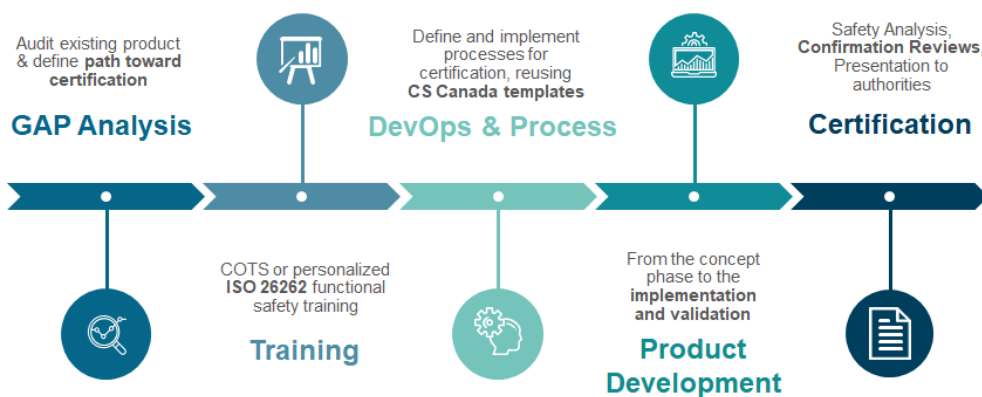 Audit existing product
& define path toward
certification
GAP Analysis
COTS or personalized
ISO 26262 functional
safety training
Training
Define and implement
processes for
certification, reusing
CS Canada templates
DevOps & Process
From the concept
phase to the
implementation
and validation
Product
Development
Safety Analysis,
Confirmation Reviews,
Presentation to
authorities
Certification